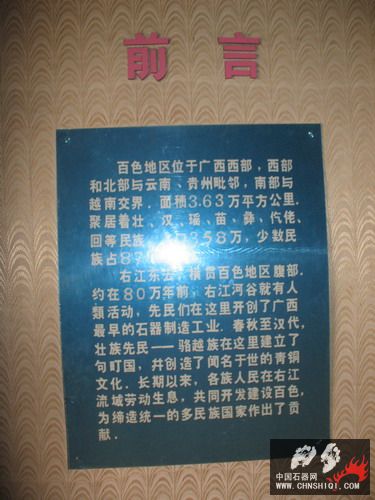 前言
百色地区位于广西西部,西部
和北部与云南、贵州毗邻,南部与
越南交界.面积3.63万平方公里.
聚居着壮、汉、瑶、苗、彝、仡佬、
回等民族,958万,少数民
族占8
右江东去,横贯百色地区腹部.
约在80万年前,右江河谷就有人
类活动,先民们在这里开创了广西
最早的石器制造工业.春秋至汉代,
壮族先民——骆越族在这里建立了
句町国,并创造了闻名于世的青铜
文化.长期以来,各族人民在右江
流域劳动生息,共同开发建设百色,
为缔造统一的多民族国家作出了贡
献.
中国石器网
WWW.CHNSHIQI.COM